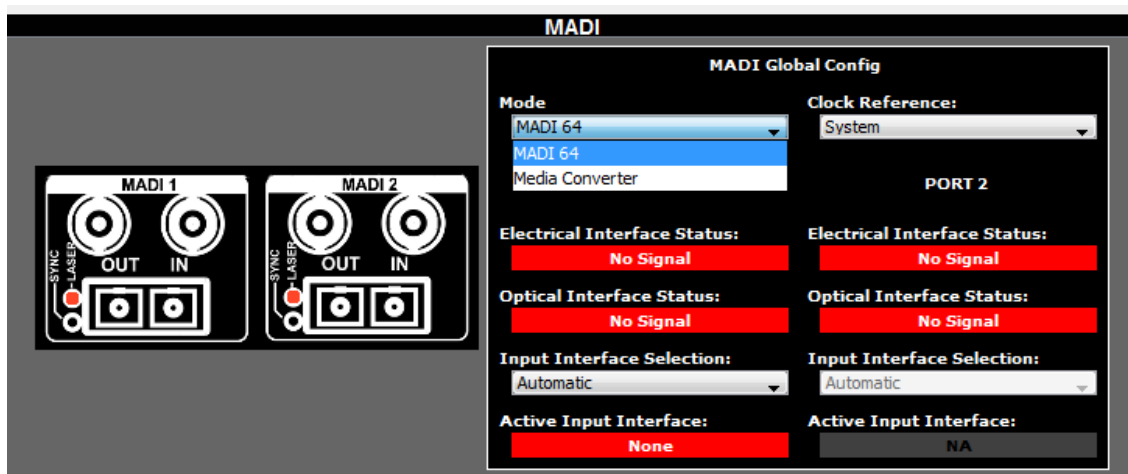 MADI
MADI Global Config
Mode
Clock Reference:
MADI 64
System
MADI 64
Media Converter
PORT 2
Electrical Interface Status:
Electrical Interface Status:
No Signal
No Signal
Optical Interface Status:
Optical Interface Status:
No Signal
No Signal
Input Interface Selection:
Input Interface Selection:
Automatic
Automatic
Active Input Interface:
Active Input Interface:
None
NA
MADI 1
OUT
IN
SYNC
LASER
MADI 2
OUT
IN
SYNC
LASER